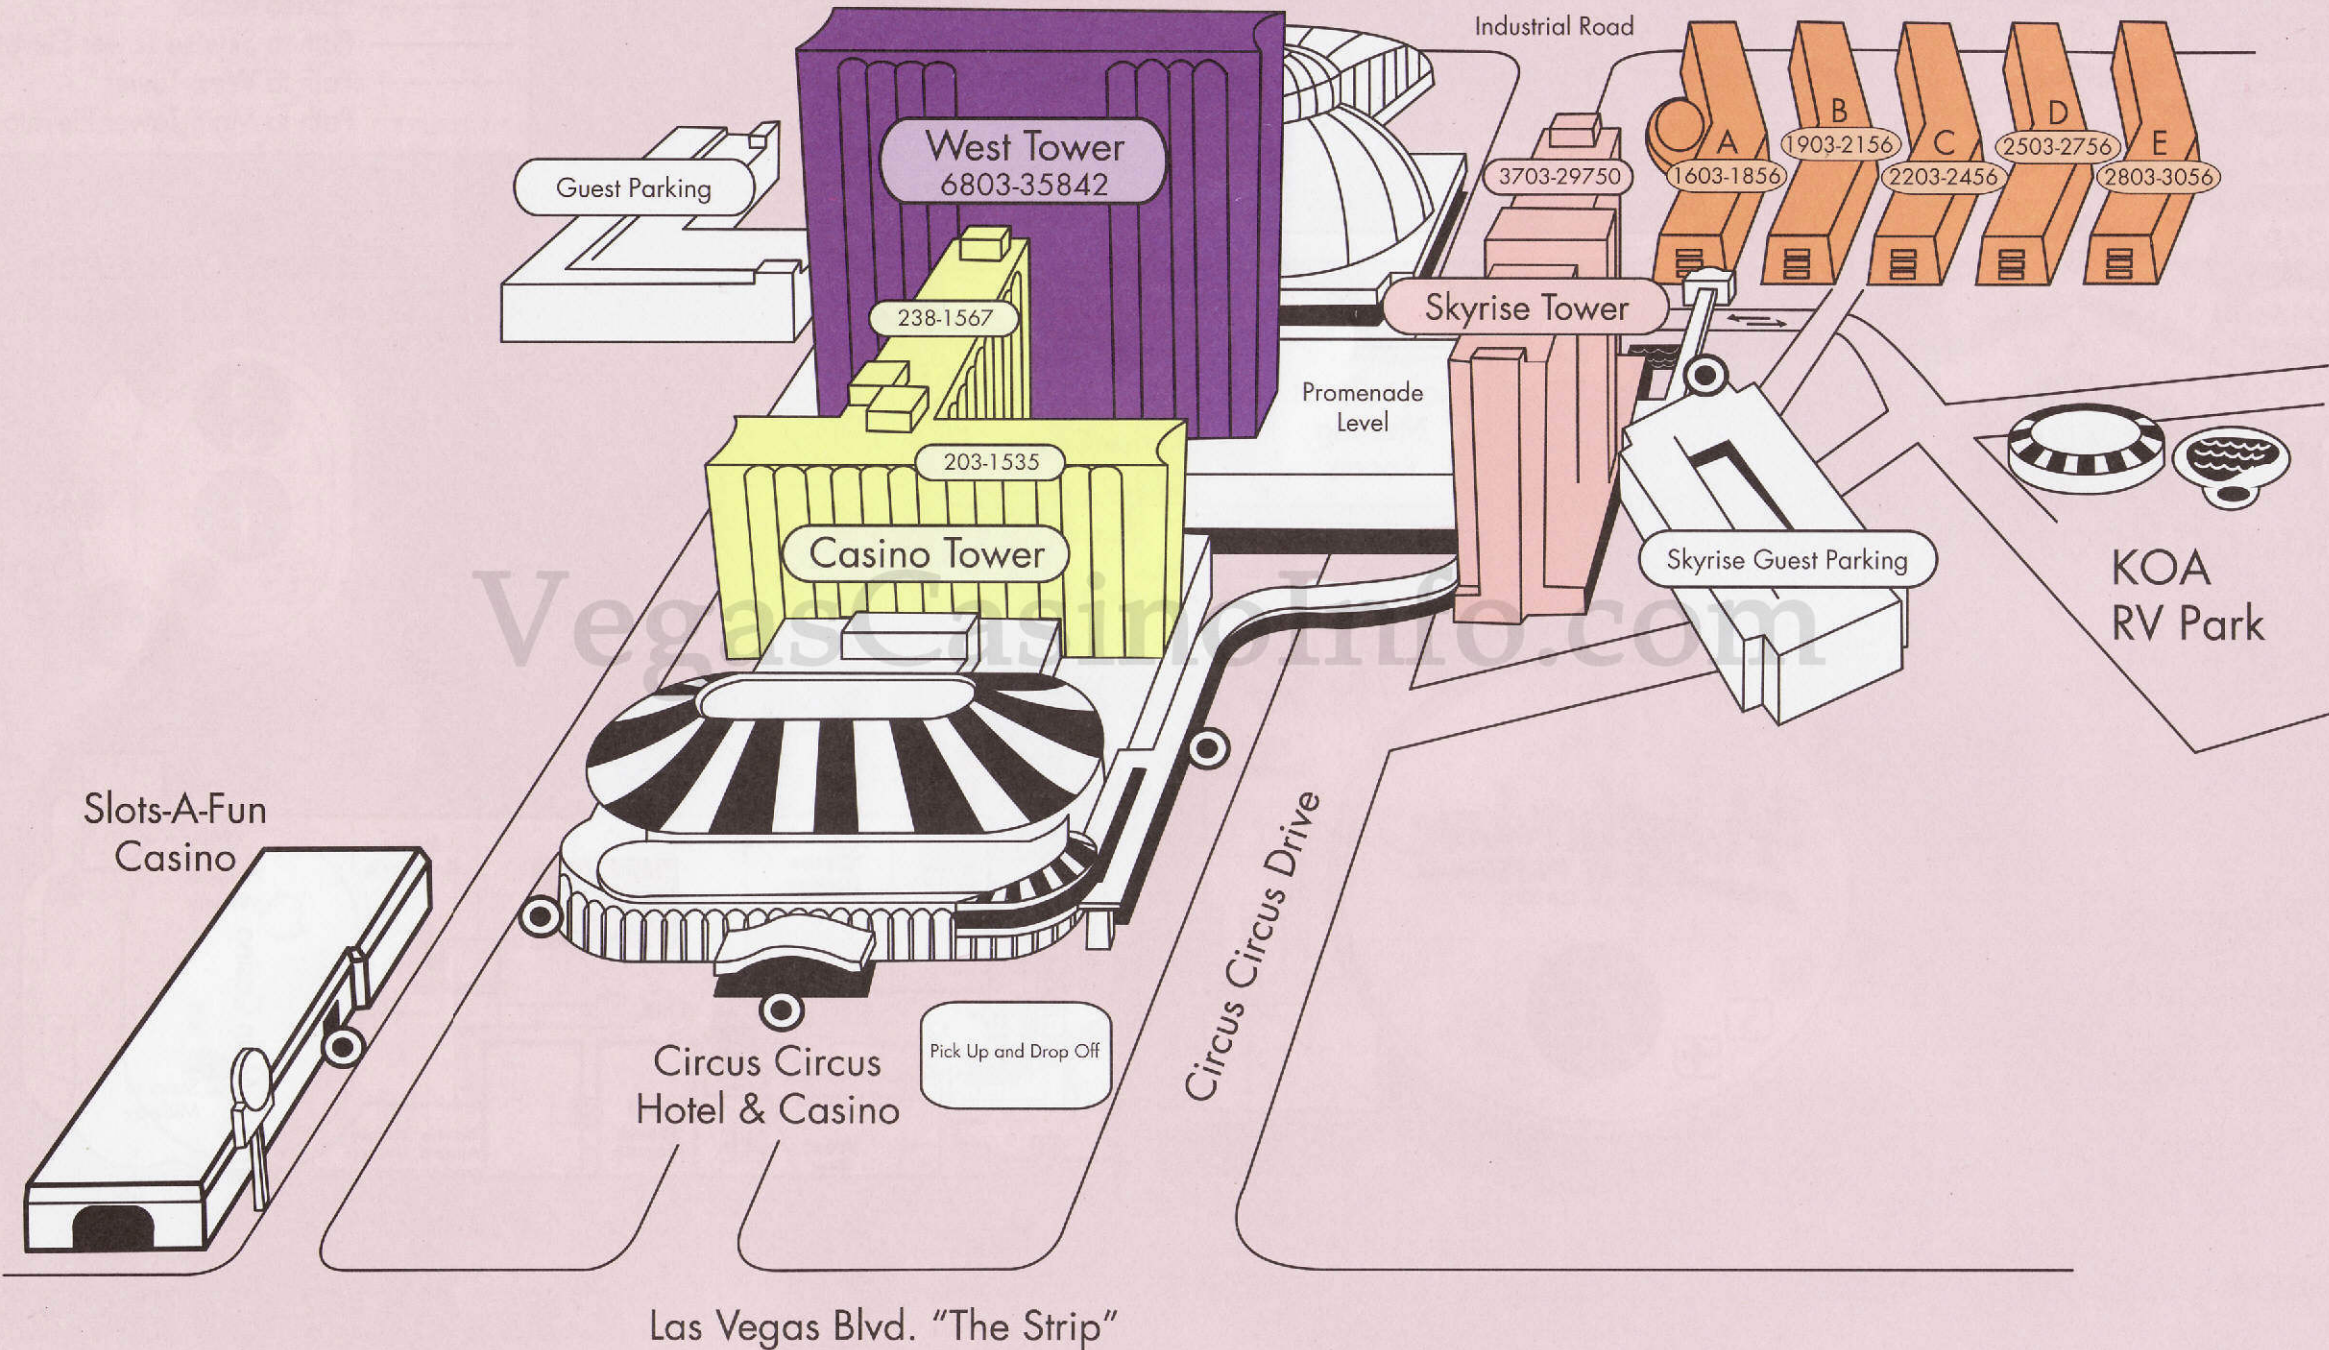 Industrial Road
West Tower
6803-35842
Guest Parking
A
1603-1856
B
1903-2156
C
2203-2456
D
2503-2756
E
2803-3056
3703-29750
238-1567
Skyrise Tower
Promenade
Level
203-1535
Casino Tower
Skyrise Guest Parking
KOA
RV Park
VegasCasinoInfo.com
Slots-A-Fun
Casino
Circus Circus Drive
Circus Circus
Hotel & Casino
Pick Up and Drop Off
Las Vegas Blvd. "The Strip"